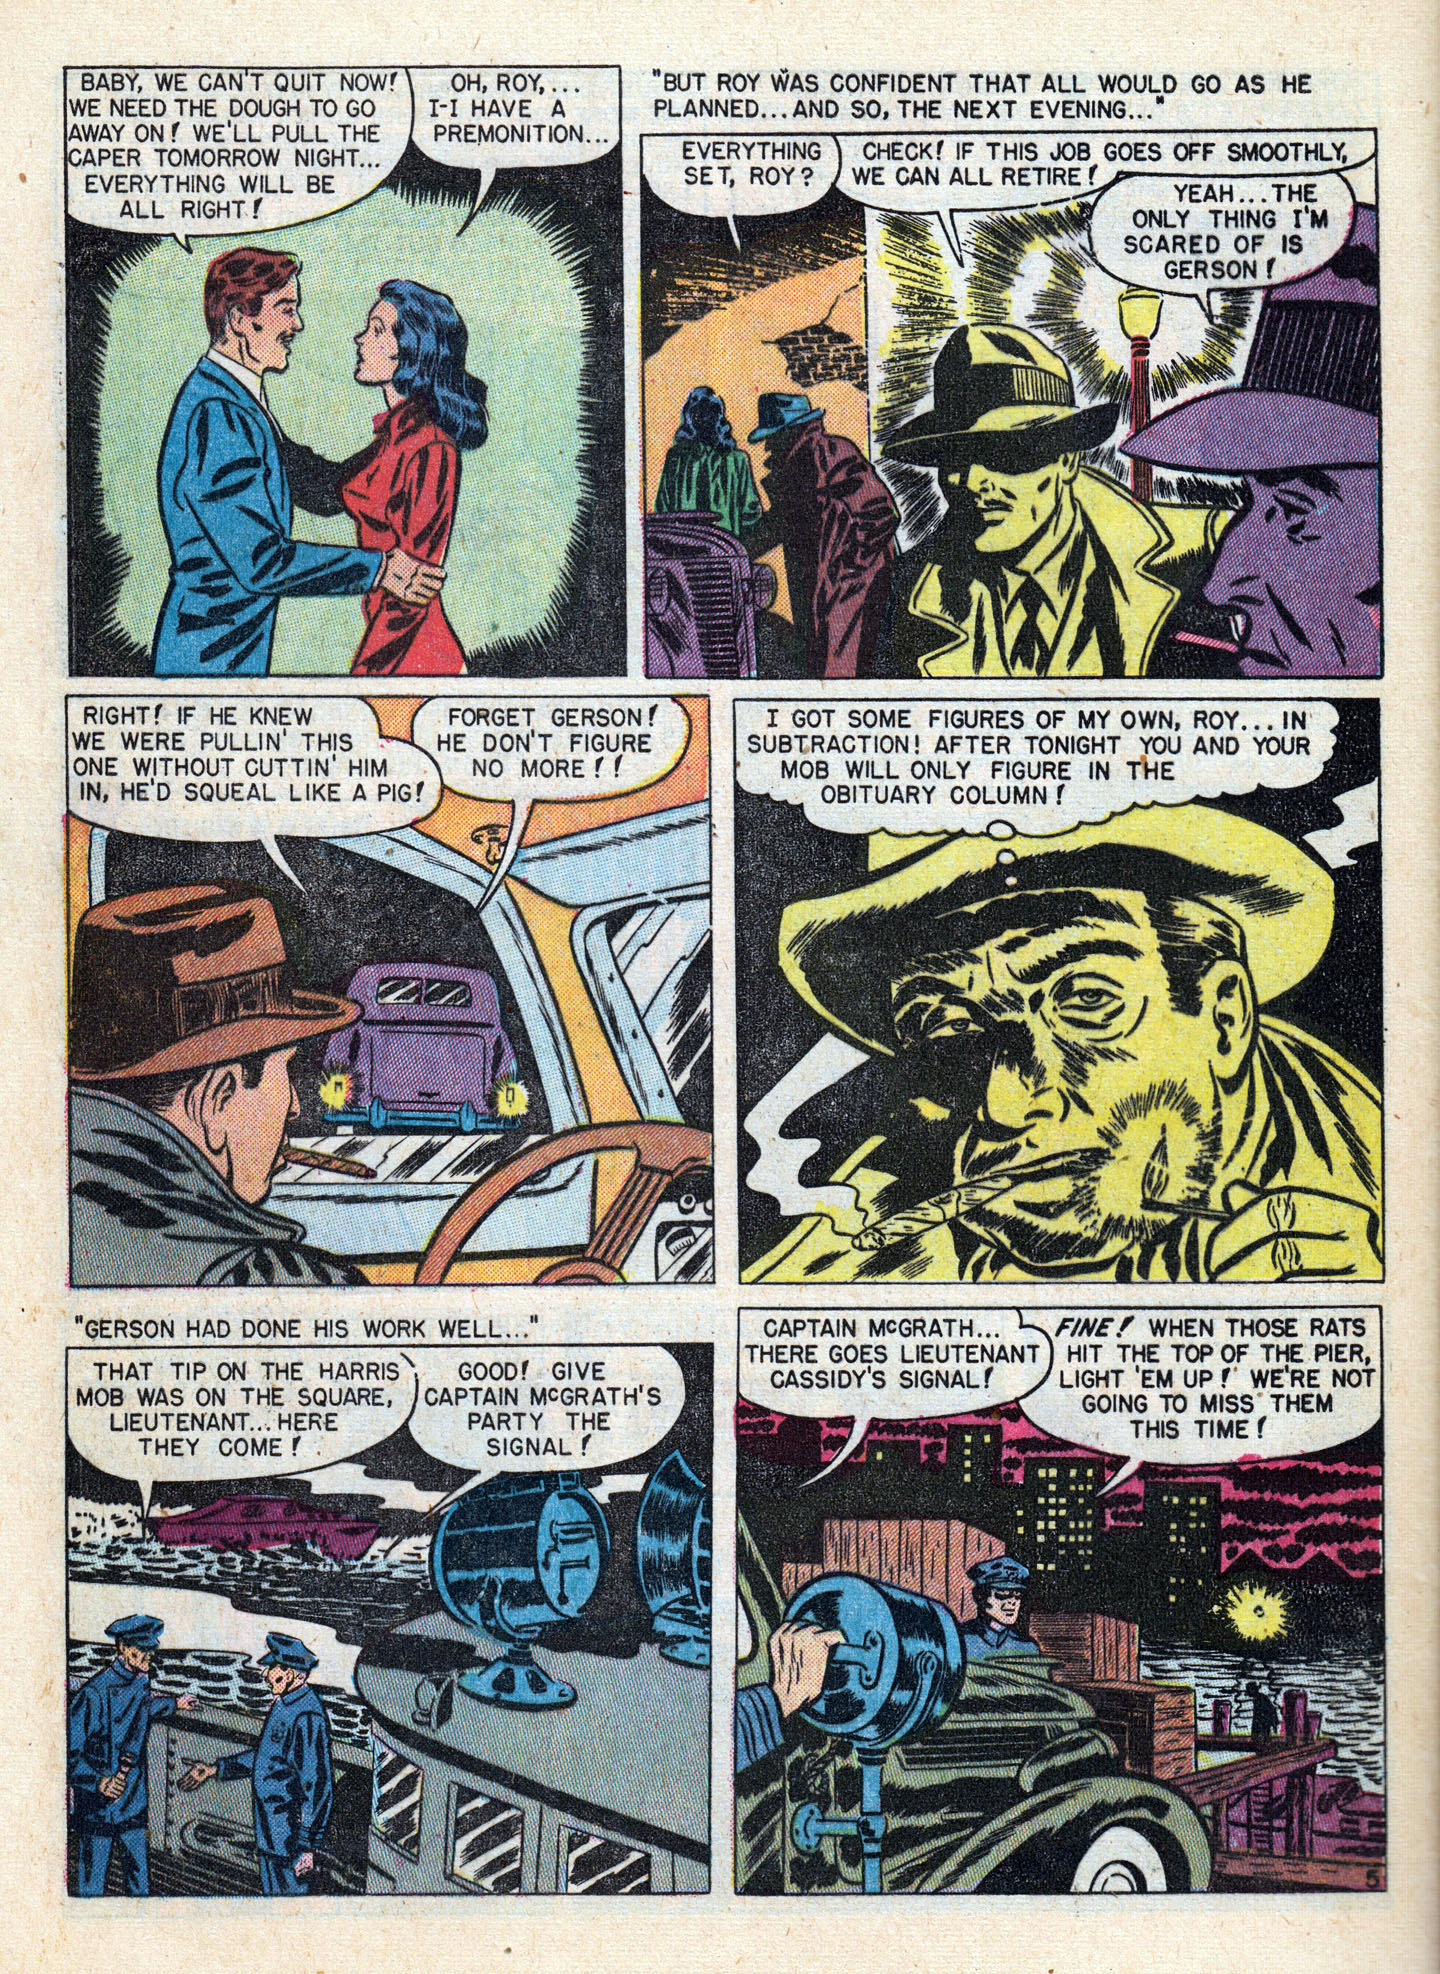 BABY, WE CAN'T QUIT NOW!
WE NEED THE DOUGH TO GO
AWAY ON! WE'LL PULL THE
CAPER TOMORROW NIGHT...
EVERYTHING WILL BE
ALL RIGHT!
OH, ROY,...
I-I HAVE A
PREMONITION...
"BUT ROY WAS CONFIDENT THAT ALL WOULD GO AS HE
PLANNED...AND SO, THE NEXT EVENING..."
EVERYTHING
SET, ROY?
CHECK! IF THIS JOB GOES OFF SMOOTHLY,
WE CAN ALL RETIRE!
YEAH...THE
ONLY THING I'M
SCARED OF IS
GERSON!
RIGHT! IF HE KNEW
WE WERE PULLIN' THIS
ONE WITHOUT CUTTIN' HIM
IN, HE'D SQUEAL LIKE A PIG!
FORGET GERSON!
HE DON'T FIGURE
NO MORE!!
I GOT SOME FIGURES OF MY OWN, ROY...IN
SUBTRACTION! AFTER TONIGHT YOU AND YOUR
MOB WILL ONLY FIGURE IN THE
OBITUARY COLUMN!
"GERSON HAD DONE HIS WORK WELL..."
THAT TIP ON THE HARRIS
MOB WAS ON THE SQUARE,
LIEUTENANT...HERE
THEY COME!
GOOD! GIVE
CAPTAIN McGRATH'S
PARTY THE
SIGNAL!
CAPTAIN McGRATH...
THERE GOES LIEUTENANT
CASSIDY'S SIGNAL!
FINE! WHEN THOSE RATS
HIT THE TOP OF THE PIER,
LIGHT 'EM UP! WE'RE NOT
GOING TO MISS THEM
THIS TIME!
5